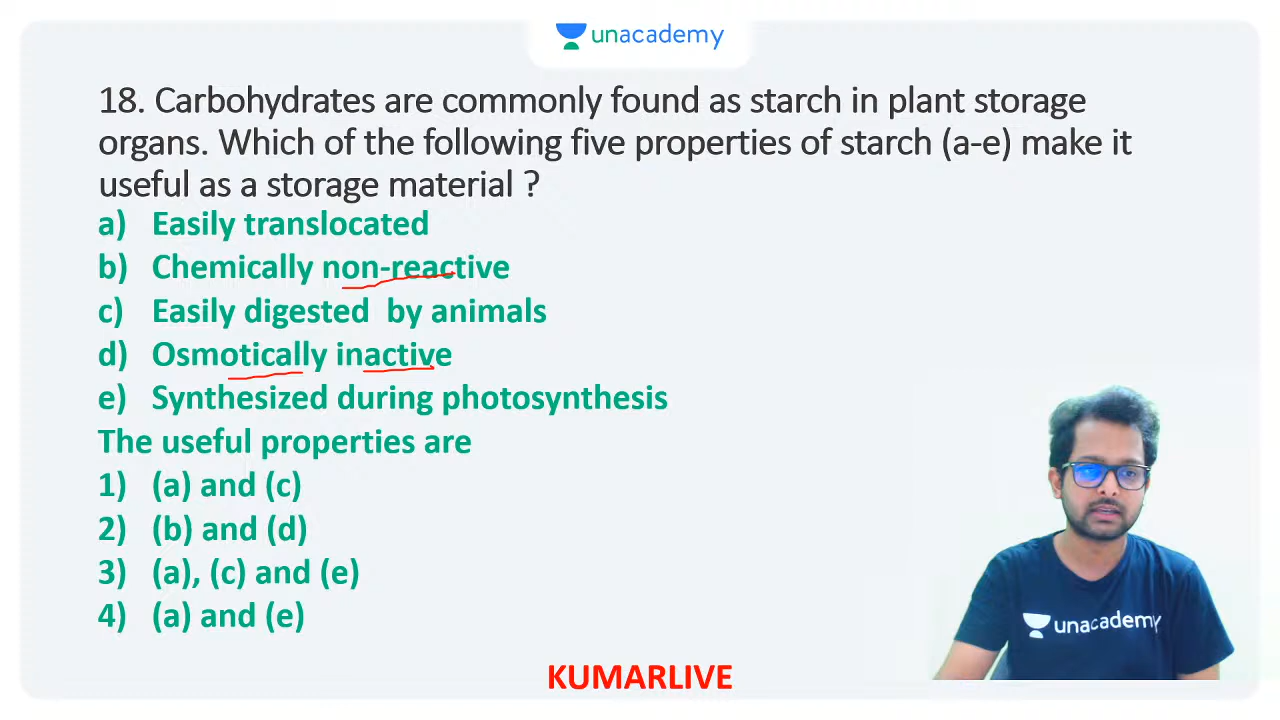 unacademy
18. Carbohydrates are commonly found as starch in plant storage
organs. Which of the following five properties of starch (a-e) make it
useful as a storage material ?
a) Easily translocated
b) Chemically non-reactive
c) Easily digested by animals
d) Osmotically inactive
e) Synthesized during photosynthesis
The useful properties are
1) (a) and (c)
2) (b) and (d)
3) (a), (c) and (e)
4) (a) and (e)
unacademy
KUMARLIVE